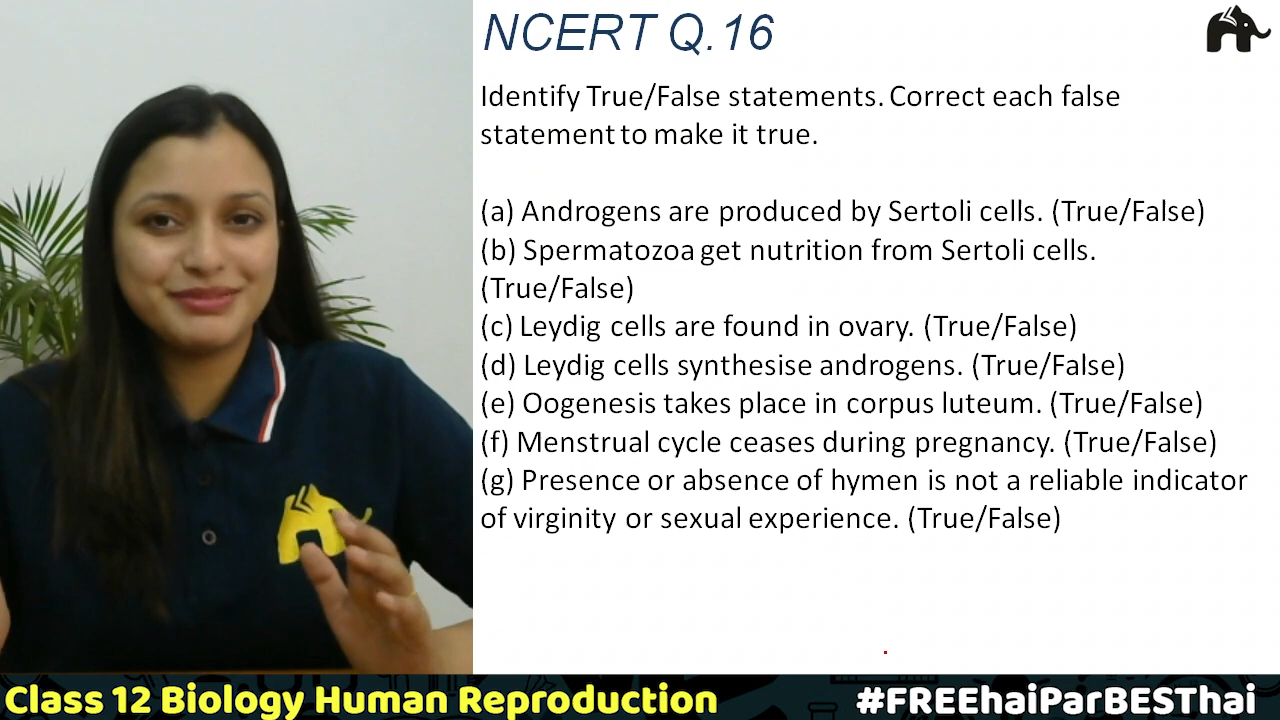 NCERT Q.16
Identify True/False statements. Correct each false
statement to make it true.
(a) Androgens are produced by Sertoli cells. (True/False)
(b) Spermatozoa get nutrition from Sertoli cells.
(True/False)
(c) Leydig cells are found in ovary. (True/False)
(d) Leydig cells synthesise androgens. (True/False)
(e) Oogenesis takes place in corpus luteum. (True/False)
(f) Menstrual cycle ceases during pregnancy. (True/False)
(g) Presence or absence of hymen is not a reliable indicator
of virginity or sexual experience. (True/False)
Class 12 Biology Human Reproduction
#FREEhaiParBESThai